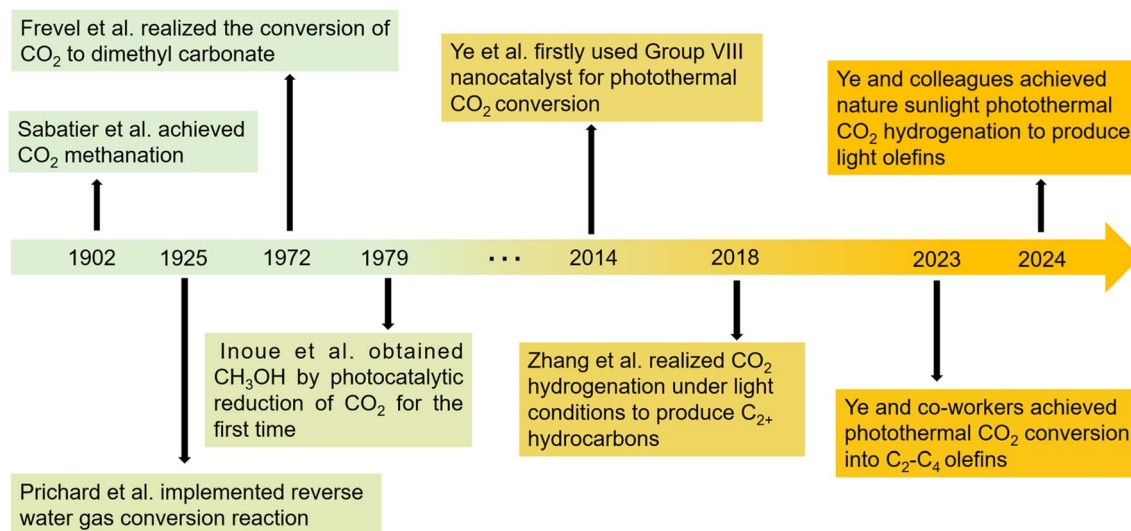 Frevel et al. realized the conversion of
CO₂ to dimethyl carbonate
Sabatier et al. achieved
CO₂ methanation
Ye et al. firstly used Group VIII
nanocatalyst for photothermal
CO₂ conversion
Ye and colleagues achieved
nature sunlight photothermal
CO₂ hydrogenation to produce
light olefins
1902 1925 1972 1979 ... 2014 2018 2023 2024
Inoue et al. obtained
CH₃OH by photocatalytic
reduction of CO₂ for the
first time
Prichard et al. implemented reverse
water gas conversion reaction
Zhang et al. realized CO₂
hydrogenation under light
conditions to produce C₂₊
hydrocarbons
Ye and co-workers achieved
photothermal CO₂ conversion
into C₂-C₄ olefins